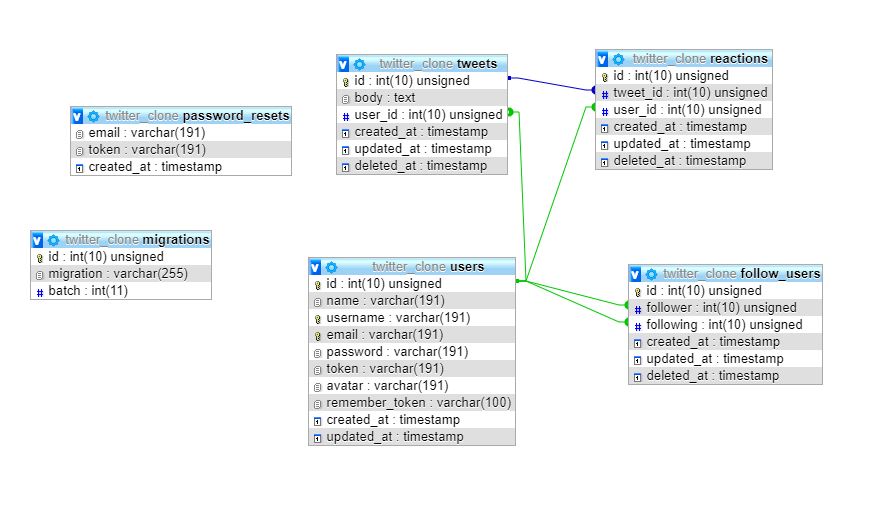 twitter_clone tweets
id : int(10) unsigned
body : text
user_id : int(10) unsigned
created_at : timestamp
updated_at : timestamp
deleted_at : timestamp
twitter_clone reactions
id : int(10) unsigned
tweet_id : int(10) unsigned
user_id : int(10) unsigned
created_at : timestamp
updated_at : timestamp
deleted_at : timestamp
twitter_clone password_resets
email : varchar(191)
token : varchar(191)
created_at : timestamp
twitter_clone migrations
id : int(10) unsigned
migration : varchar(255)
batch : int(11)
twitter_clone users
id : int(10) unsigned
name : varchar(191)
username : varchar(191)
email : varchar(191)
password : varchar(191)
token : varchar(191)
avatar : varchar(191)
remember_token : varchar(100)
created_at : timestamp
updated_at : timestamp
twitter_clone follow_users
id : int(10) unsigned
follower : int(10) unsigned
following : int(10) unsigned
created_at : timestamp
updated_at : timestamp
deleted_at : timestamp